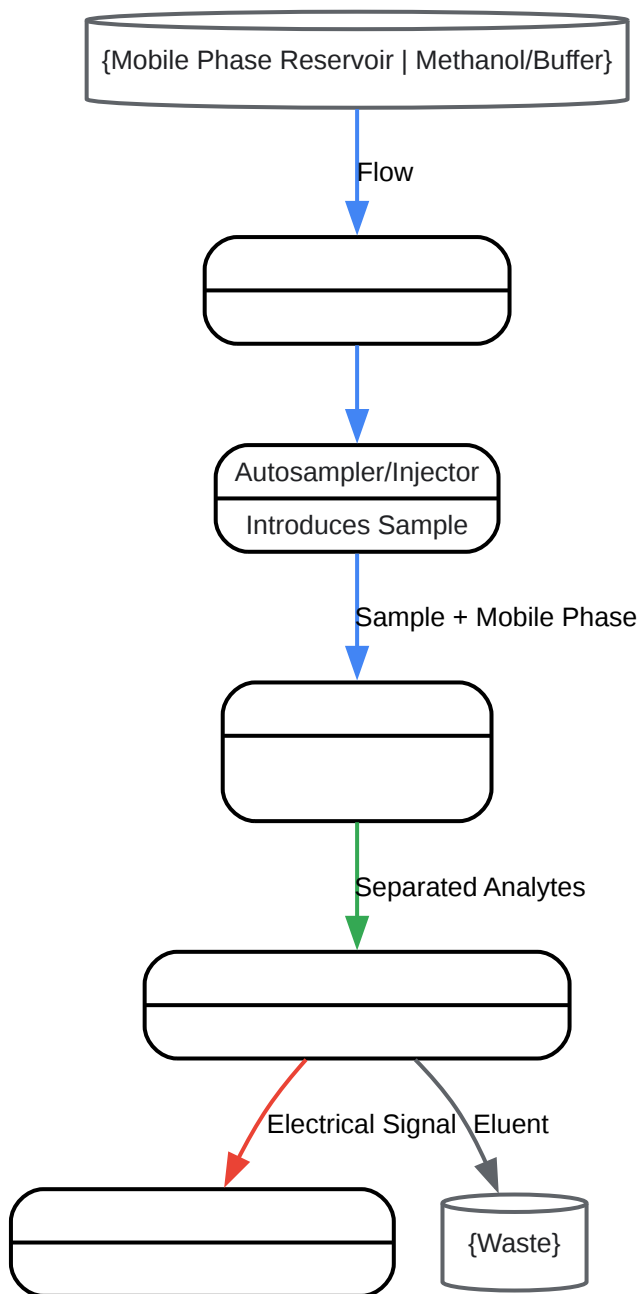 {Mobile Phase Reservoir | Methanol/Buffer}
Flow
Autosampler/Injector
Introduces Sample
Sample + Mobile Phase
Separated Analytes
Electrical Signal
Eluent
{Waste}